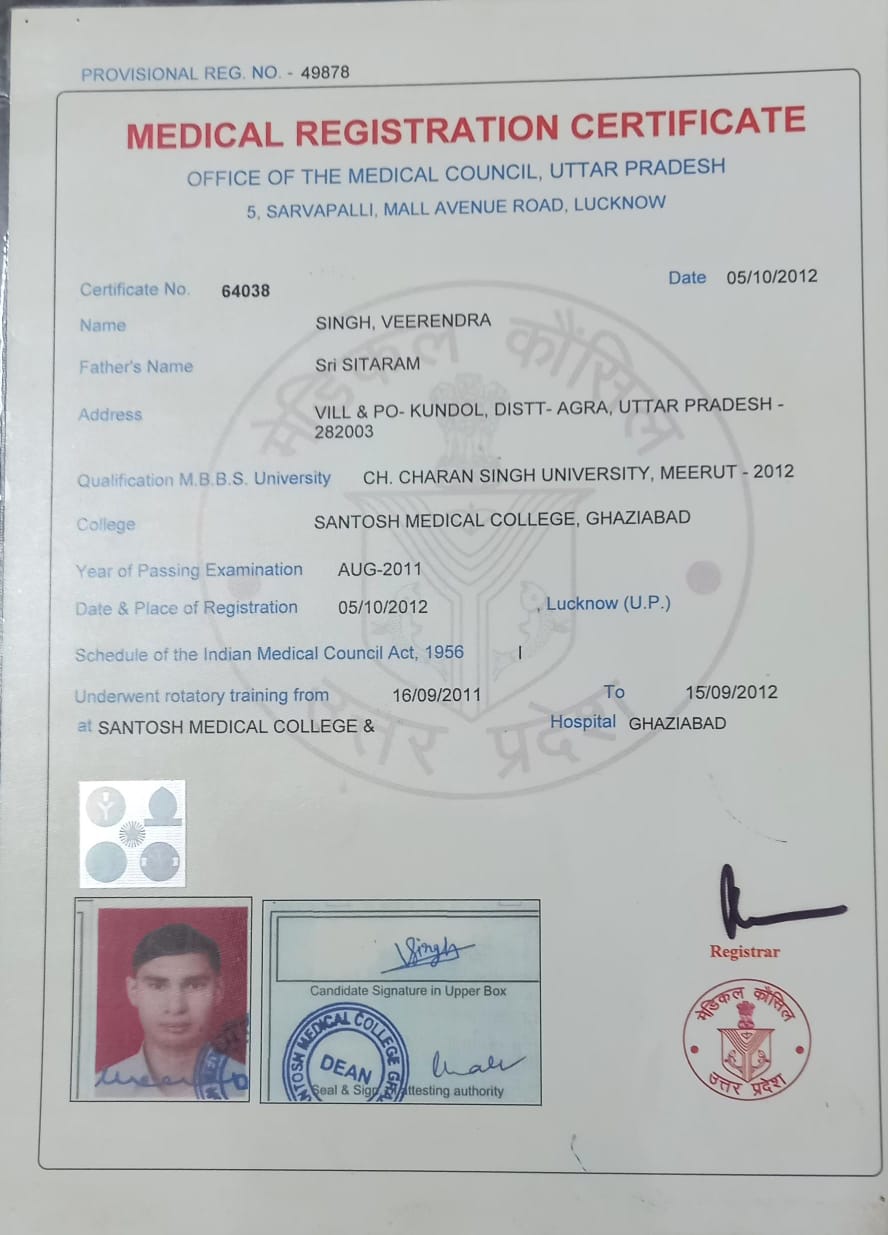 PROVISIONAL REG. NO. - 49878
MEDICAL REGISTRATION CERTIFICATE
OFFICE OF THE MEDICAL COUNCIL, UTTAR PRADESH
5, SARVAPALLI, MALL AVENUE ROAD, LUCKNOW
Certificate No. 64038 Date 05/10/2012
Name SINGH, VEERENDRA
Father's Name Sri SITARAM
Address VILL & PO- KUNDOL, DISTT- AGRA, UTTAR PRADESH -
282003
Qualification M.B.B.S. University CH. CHARAN SINGH UNIVERSITY, MEERUT - 2012
College SANTOSH MEDICAL COLLEGE, GHAZIABAD
Year of Passing Examination AUG-2011
Date & Place of Registration 05/10/2012 , Lucknow (U.P.)
Schedule of the Indian Medical Council Act, 1956 I
Underwent rotatory training from 16/09/2011 To 15/09/2012
at SANTOSH MEDICAL COLLEGE & Hospital GHAZIABAD
मेडिकल कौंसिल
उत्तर प्रदेश
Singh
Candidate Signature in Upper Box
NTOSH MEDICAL COLLEGE GHA
DEAN
Seal & Sign attesting authority
Registrar
मेडिकल कौंसिल
उत्तर प्रदेश